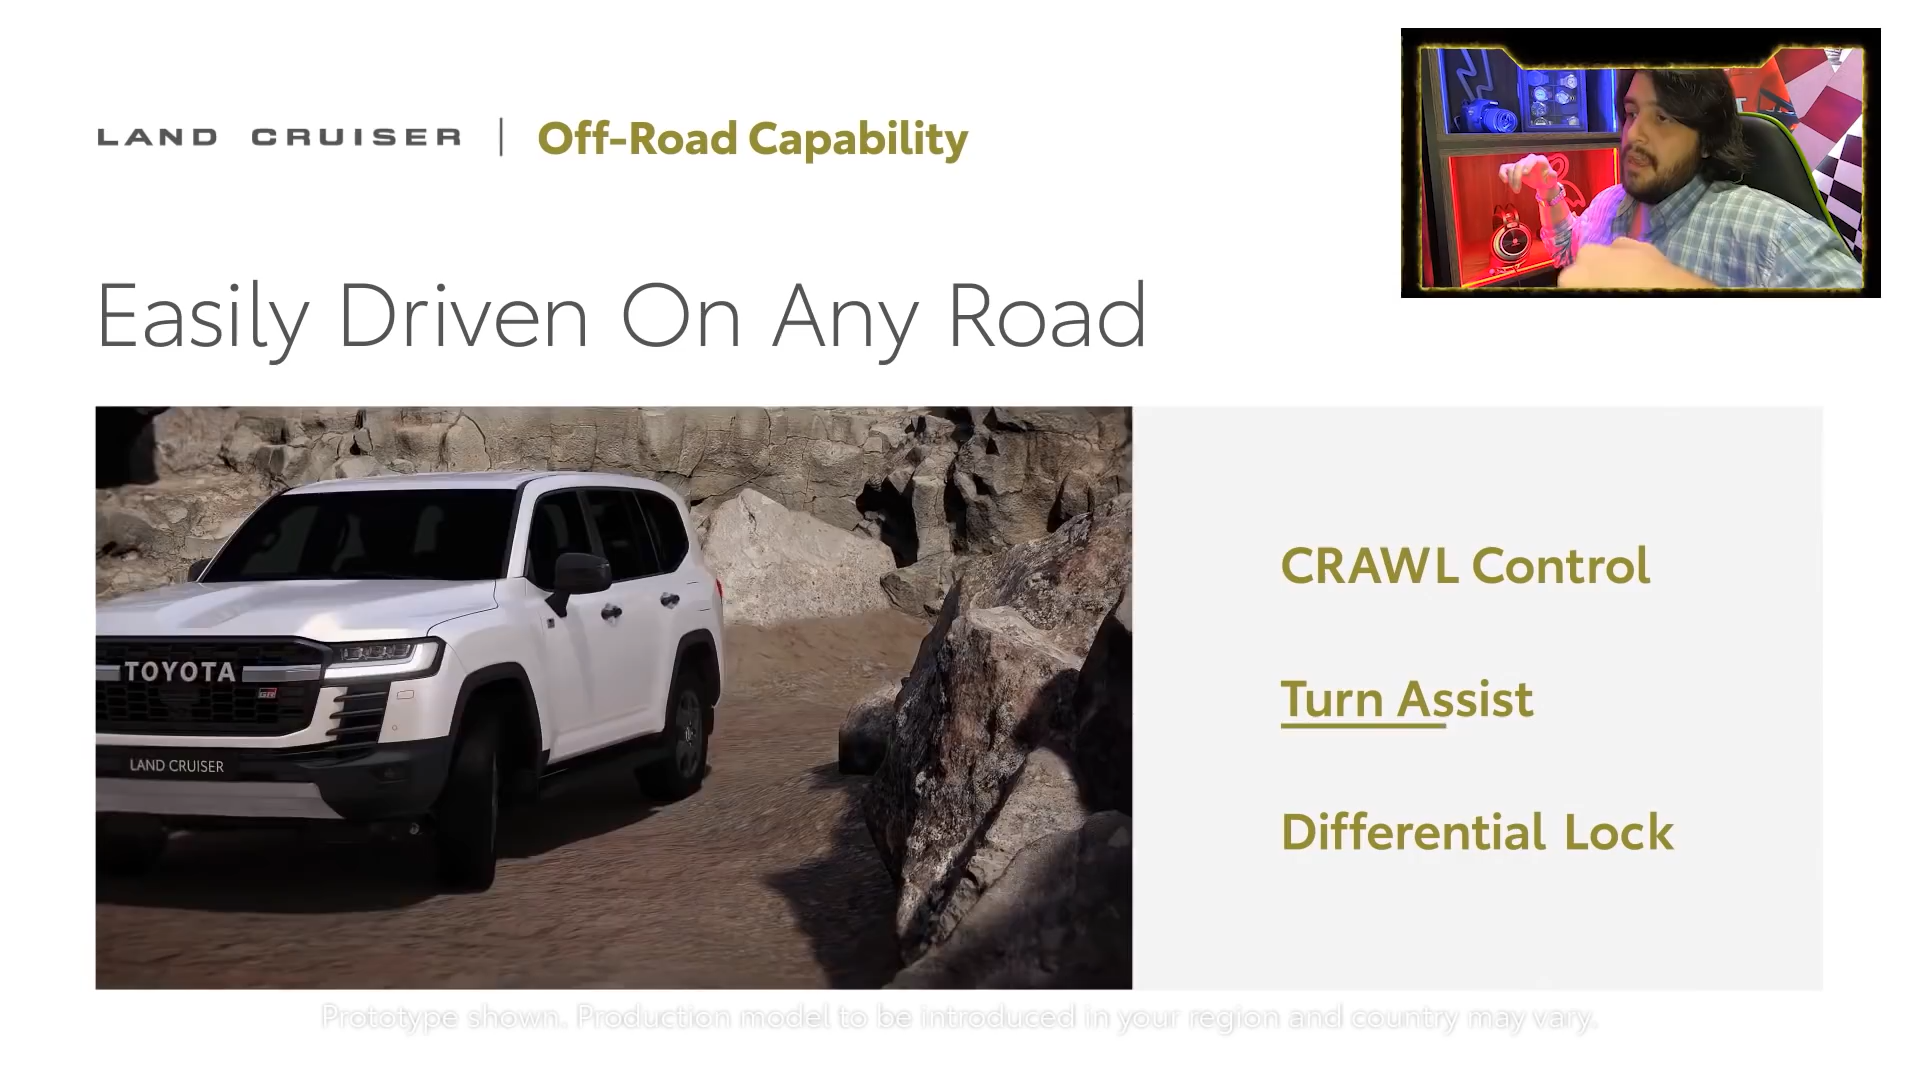 LAND CRUISER | Off-Road Capability
Easily Driven On Any Road
TOYOTA
GR
LAND CRUISER
CRAWL Control
Turn Assist
Differential Lock
Prototype shown. Production model to be introduced in your region and country may vary.